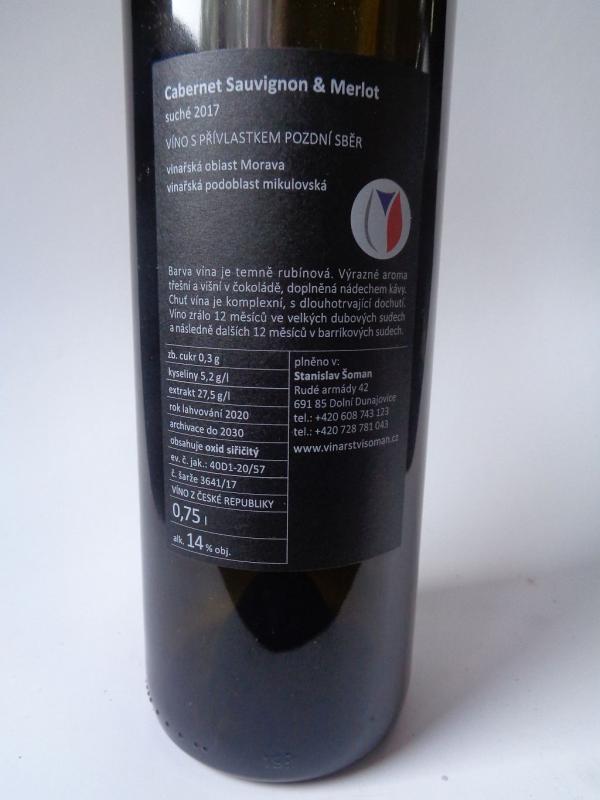 Cabernet Sauvignon & Merlot
suché 2017
VÍNO S PŘÍVLASTKEM POZDNÍ SBĚR
vinařská oblast Morava
vinařská podoblast mikulovská
Barva vína je temně rubínová. Výrazné aroma
třešní a višní v čokoládě, doplněná nádechem kávy.
Chuť vína je komplexní, s dlouhotrvající dochutí.
Víno zrálo 12 měsíců ve velkých dubových sudech
a následně dalších 12 měsíců v barríkových sudech.
zb. cukr 0,3 g
kyseliny 5,2 g/l
extrakt 27,5 g/l
rok lahvování 2020
archivace do 2030
obsahuje oxid siřičitý
ev. č. jak.: 40D1-20/57
č. šarže 3641/17
VÍNO Z ČESKÉ REPUBLIKY
0,75 l
alk. 14 % obj.
plněno v:
Stanislav Šoman
Rudé armády 42
691 85 Dolní Dunajovice
tel.: +420 608 743 123
tel.: +420 728 781 043
www.vinarstvisoman.cz